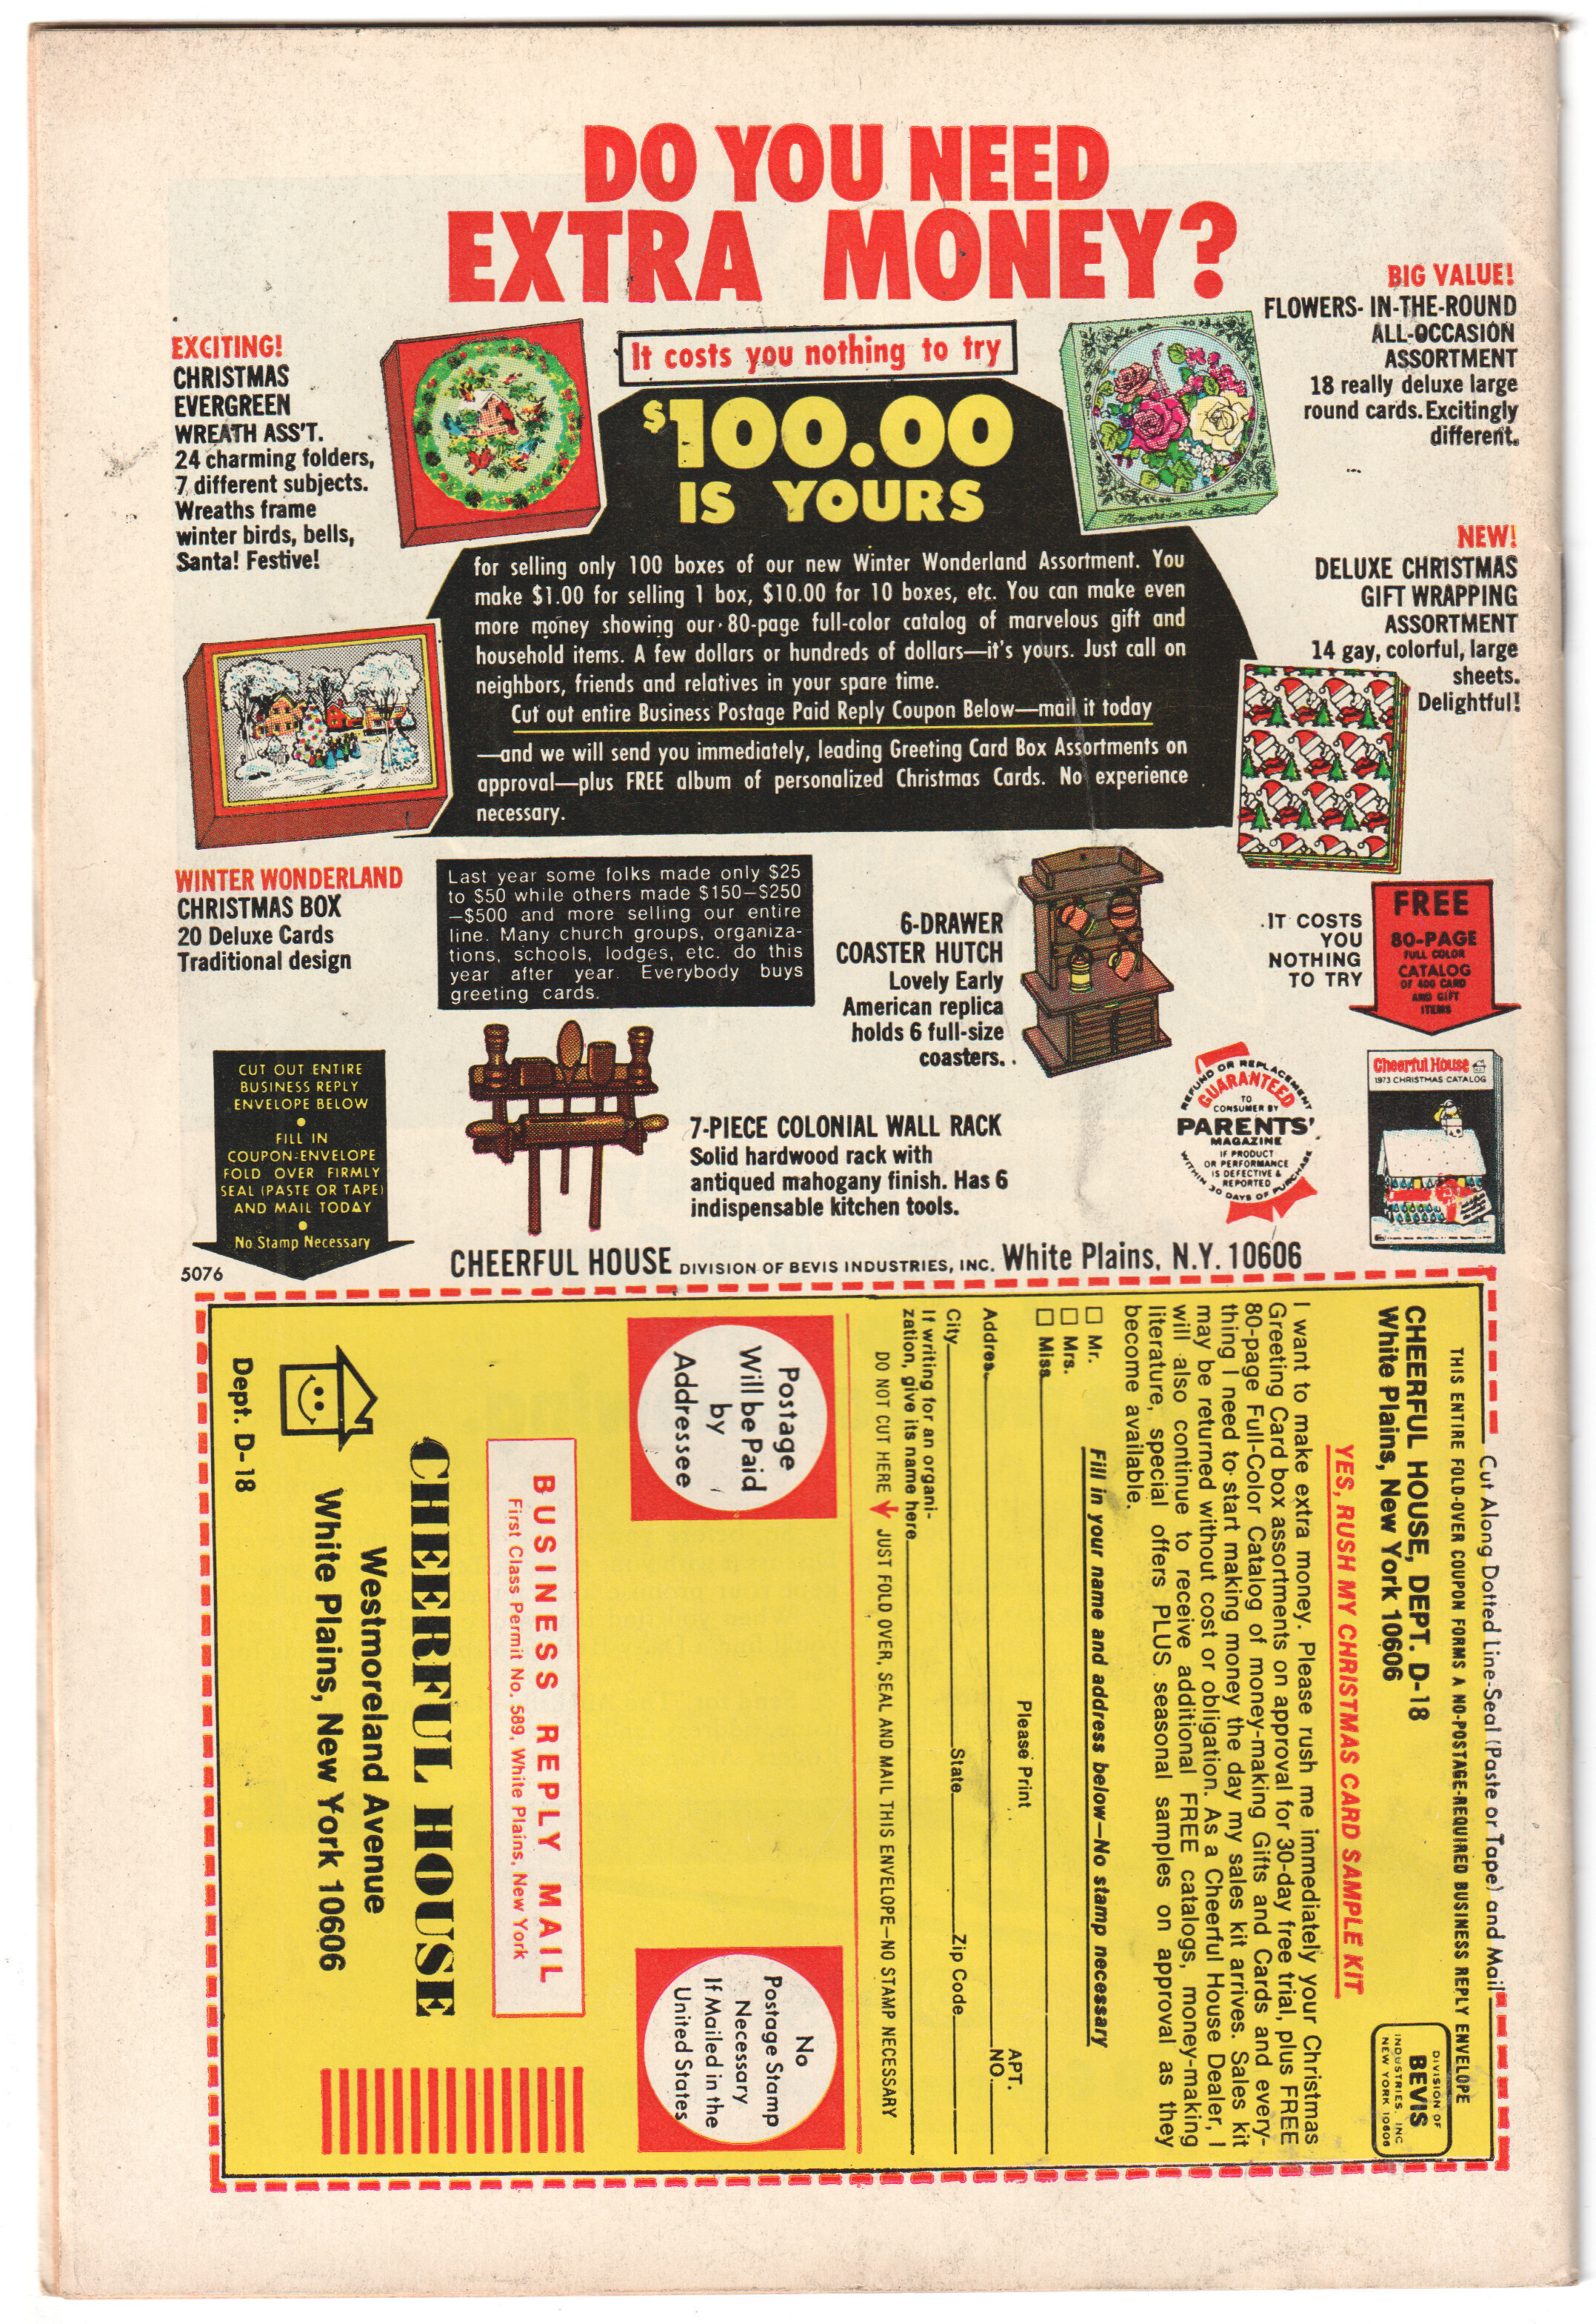 DO YOU NEED
EXTRA MONEY?
It costs you nothing to try
$100.00
IS YOURS
for selling only 100 boxes of our new Winter Wonderland Assortment. You
make $1.00 for selling 1 box, $10.00 for 10 boxes, etc. You can make even
more money showing our 80-page full-color catalog of marvelous gift and
household items. A few dollars or hundreds of dollars—it's yours. Just call on
neighbors, friends and relatives in your spare time.
Cut out entire Business Postage Paid Reply Coupon Below—mail it today
—and we will send you immediately, leading Greeting Card Box Assortments on
approval—plus FREE album of personalized Christmas Cards. No experience
necessary.
EXCITING!
CHRISTMAS
EVERGREEN
WREATH ASS'T.
24 charming folders,
7 different subjects.
Wreaths frame
winter birds, bells,
Santa! Festive!
BIG VALUE!
FLOWERS- IN-THE-ROUND
ALL-OCCASION
ASSORTMENT
18 really deluxe large
round cards. Excitingly
different.
NEW!
DELUXE CHRISTMAS
GIFT WRAPPING
ASSORTMENT
14 gay, colorful, large
sheets.
Delightful!
WINTER WONDERLAND
CHRISTMAS BOX
20 Deluxe Cards
Traditional design
Last year some folks made only $25
to $50 while others made $150—$250
—$500 and more selling our entire
line. Many church groups, organiza-
tions, schools, lodges, etc. do this
year after year. Everybody buys
greeting cards.
6-DRAWER
COASTER HUTCH
Lovely Early
American replica
holds 6 full-size
coasters.
IT COSTS
YOU
NOTHING
TO TRY
FREE
80-PAGE
FULL COLOR
CATALOG
OF 400 CARD
AND GIFT
ITEMS
Cheerful House
1973 CHRISTMAS CATALOG
CUT OUT ENTIRE
BUSINESS REPLY
ENVELOPE BELOW
FILL IN
COUPON-ENVELOPE
FOLD OVER FIRMLY
SEAL (PASTE OR TAPE)
AND MAIL TODAY
No Stamp Necessary
7-PIECE COLONIAL WALL RACK
Solid hardwood rack with
antiqued mahogany finish. Has 6
indispensable kitchen tools.
REFUND OR REPLACEMENT
GUARANTEED
TO
CONSUMER BY
PARENTS'
MAGAZINE
IF PRODUCT
OR PERFORMANCE
IS DEFECTIVE &
REPORTED
WITHIN 30 DAYS OF PURCHASE
5076
CHEERFUL HOUSE DIVISION OF BEVIS INDUSTRIES, INC. White Plains, N.Y. 10606
Cut Along Dotted Line-Seal (Paste or Tape) and Mail
THIS ENTIRE FOLD-OVER COUPON FORMS A NO-POSTAGE-REQUIRED BUSINESS REPLY ENVELOPE
CHEERFUL HOUSE, DEPT. D-18
White Plains, New York 10606
DIVISION OF
BEVIS
INDUSTRIES, INC
NEW YORK 10606
YES, RUSH MY CHRISTMAS CARD SAMPLE KIT
I want to make extra money. Please rush me immediately your Christmas
Greeting Card box assortments on approval for 30-day free trial, plus FREE
80-page Full-Color Catalog of money-making Gifts and Cards and every-
thing I need to start making money the day my sales kit arrives. Sales kit
may be returned without cost or obligation. As a Cheerful House Dealer, I
will also continue to receive additional FREE catalogs, money-making
literature, special offers PLUS seasonal samples on approval as they
become available.
Fill in your name and address below—No stamp necessary
Mr.
Mrs.
Miss
Please Print
Address
APT.
NO.
City
State
Zip Code
If writing for an organi-
zation, give its name here
DO NOT CUT HERE JUST FOLD OVER, SEAL AND MAIL THIS ENVELOPE—NO STAMP NECESSARY
Postage
Will be Paid
by
Addressee
No
Postage Stamp
Necessary
If Mailed in the
United States
BUSINESS REPLY MAIL
First Class Permit No. 589, White Plains, New York
CHEERFUL HOUSE
Westmoreland Avenue
White Plains, New York 10606
Dept. D-18